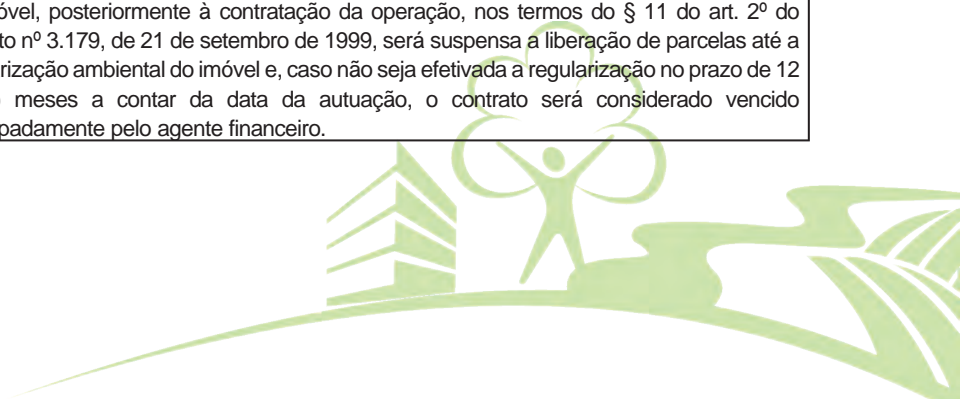 óvel, posteriormente à contratação da operação, nos termos do § 11 do art. 2º do
to nº 3.179, de 21 de setembro de 1999, será suspensa a liberação de parcelas até a
rização ambiental do imóvel e, caso não seja efetivada a regularização no prazo de 12
meses a contar da data da autuação, o contrato será considerado vencido
padamente pelo agente financeiro.